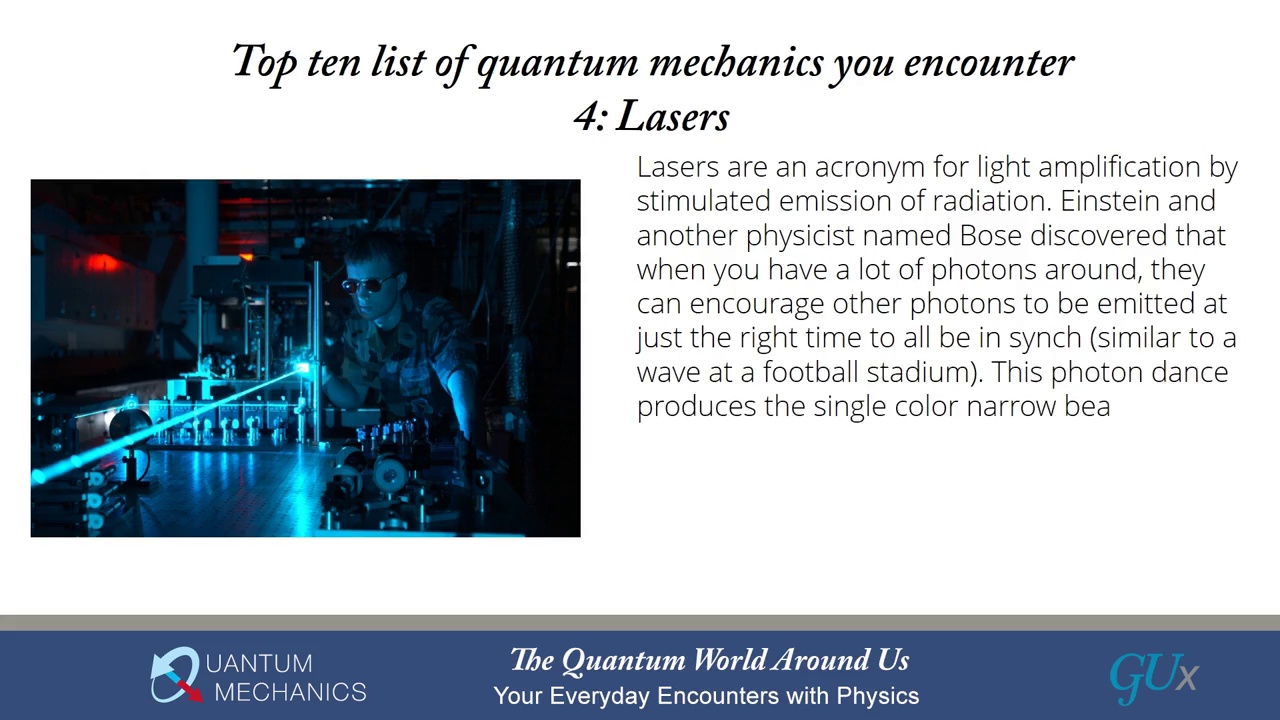 Top ten list of quantum mechanics you encounter
4: Lasers
Lasers are an acronym for light amplification by
stimulated emission of radiation. Einstein and
another physicist named Bose discovered that
when you have a lot of photons around, they
can encourage other photons to be emitted at
just the right time to all be in synch (similar to a
wave at a football stadium). This photon dance
produces the single color narrow bea
QUANTUM
MECHANICS
The Quantum World Around Us
Your Everyday Encounters with Physics
GUx